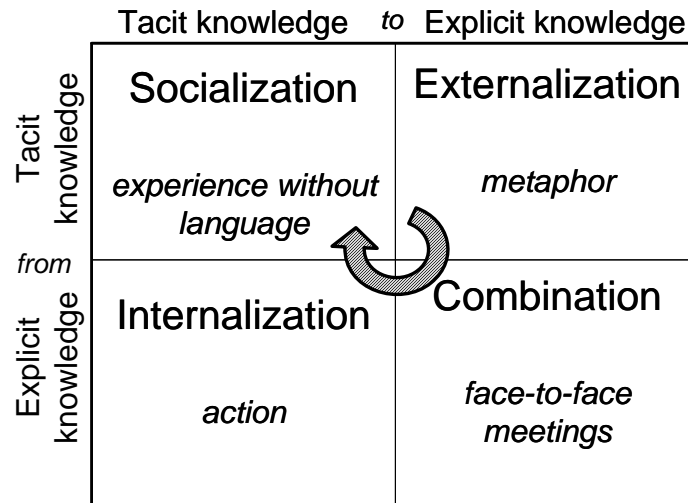 Tacit knowledge to Explicit knowledge
Tacit
knowledge
Socialization
experience without
language
Externalization
metaphor
from
Explicit
knowledge
Internalization
action
Combination
face-to-face
meetings